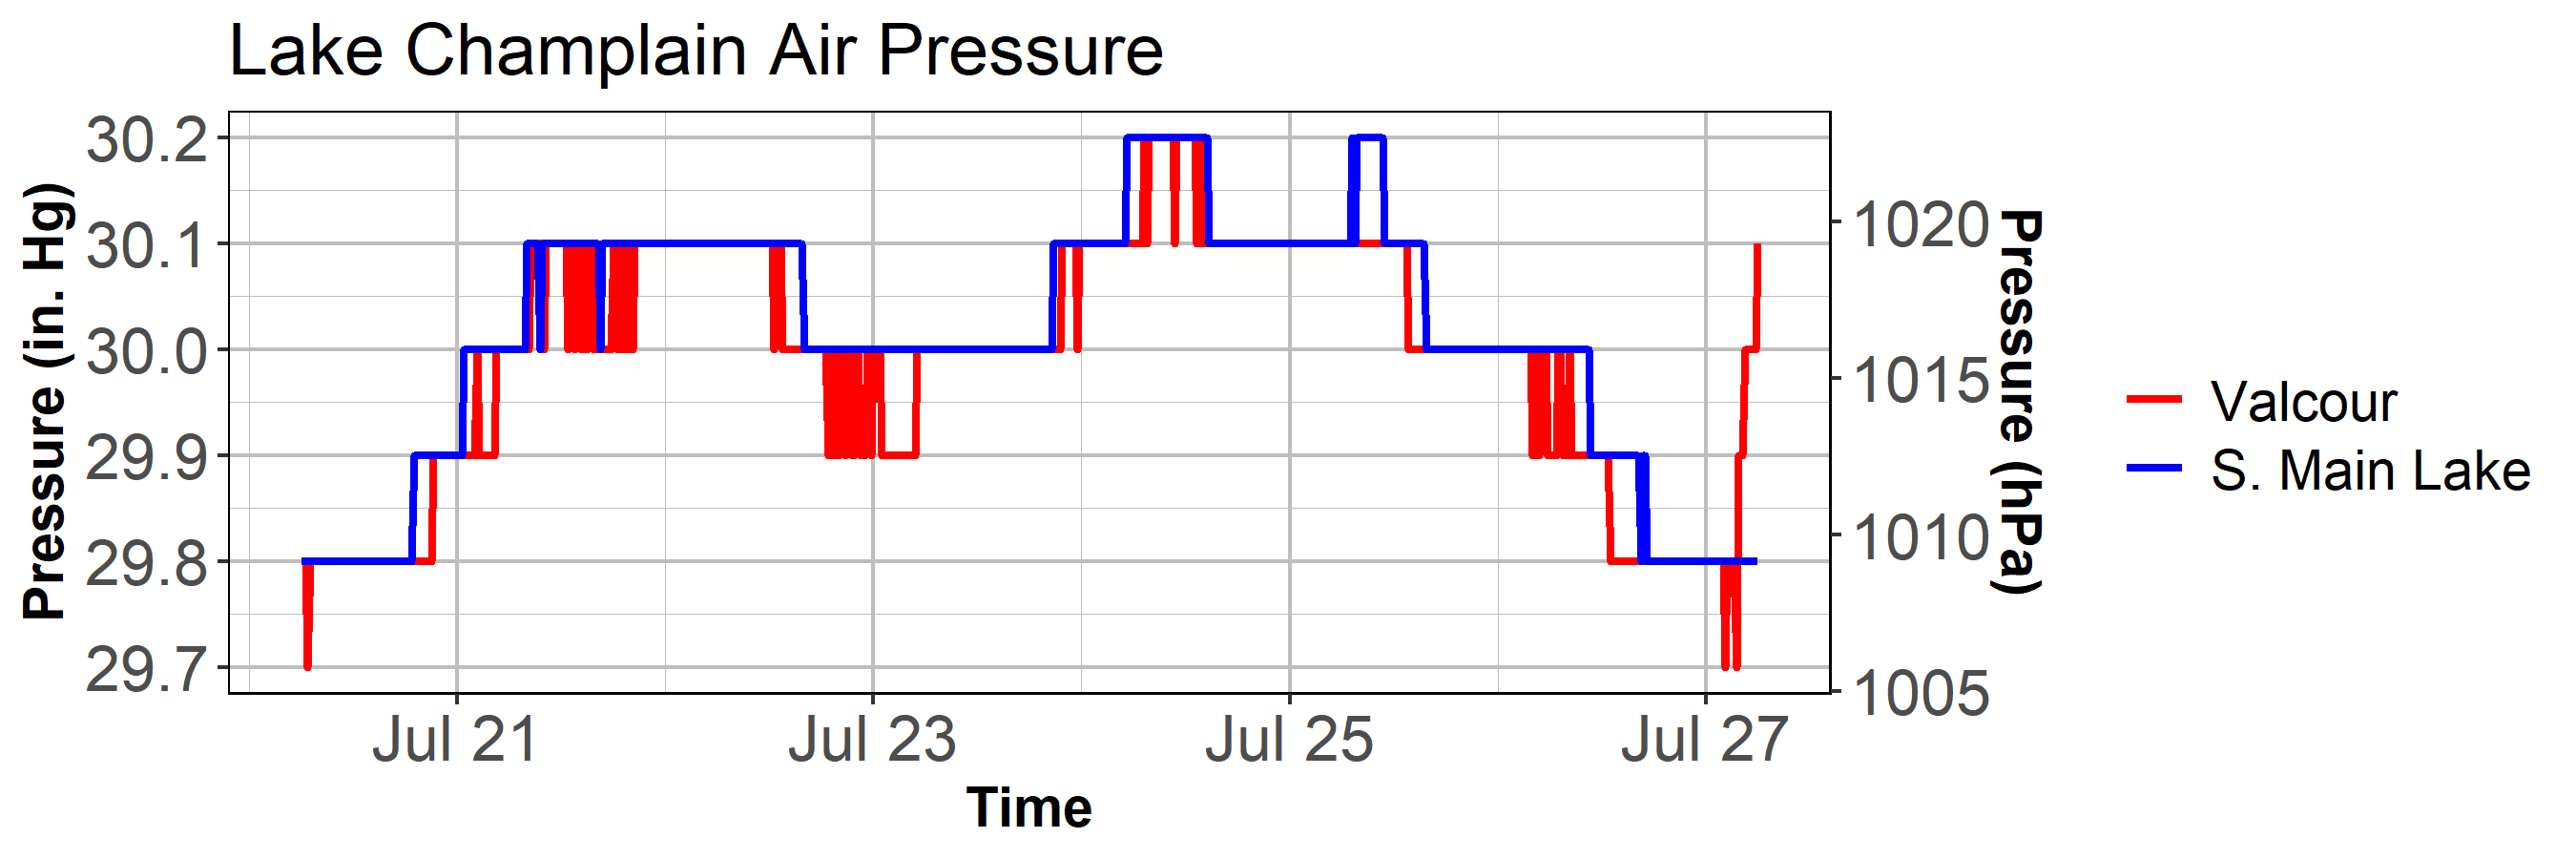 Lake Champlain Air Pressure
Pressure (in. Hg)
30.2
30.1
30.0
29.9
29.8
29.7
1020
1015
1010
1005
Pressure (hPa)
Jul 21
Jul 23
Jul 25
Jul 27
Time
Valcour
S. Main Lake